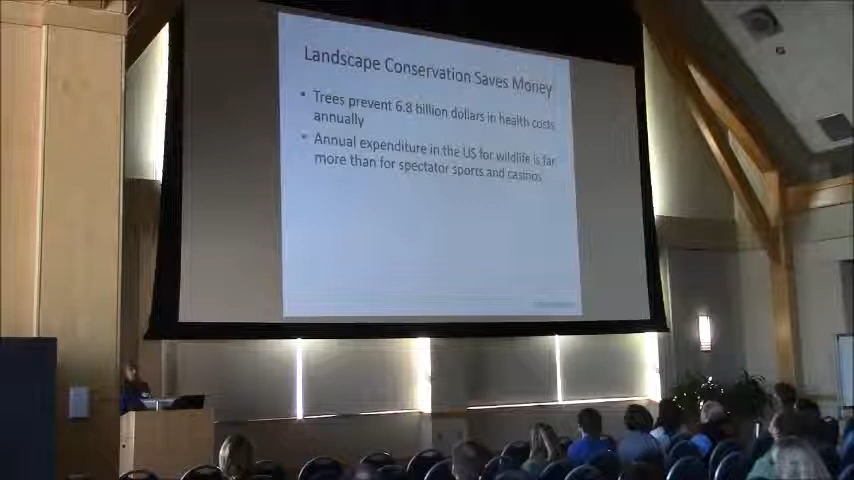 Landscape Conservation Saves Money
• Trees prevent 6.8 billion dollars in health costs
annually
• Annual expenditure in the US for wildlife is far
more than for spectator sports and casinos